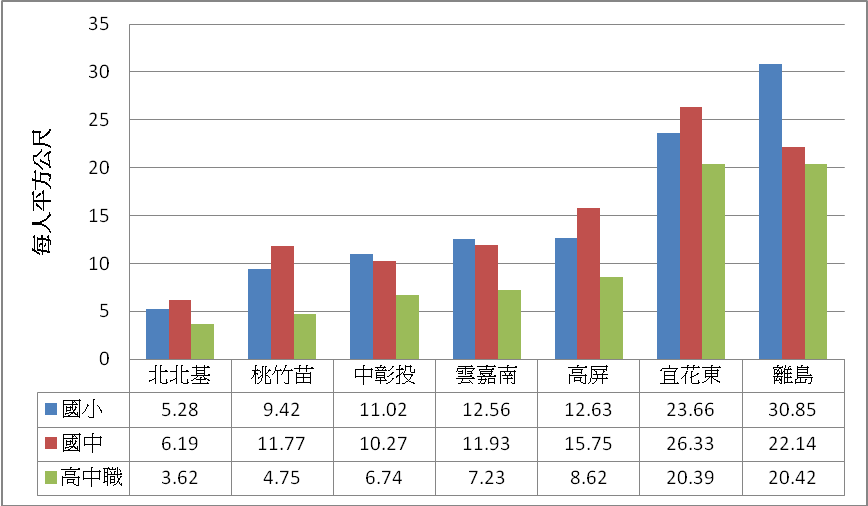 35
30
25
20
15
10
5
0
每人平方公尺
北北基 桃竹苗 中彰投 雲嘉南 高屏 宜花東 離島
國小 5.28 9.42 11.02 12.56 12.63 23.66 30.85
國中 6.19 11.77 10.27 11.93 15.75 26.33 22.14
高中職 3.62 4.75 6.74 7.23 8.62 20.39 20.42